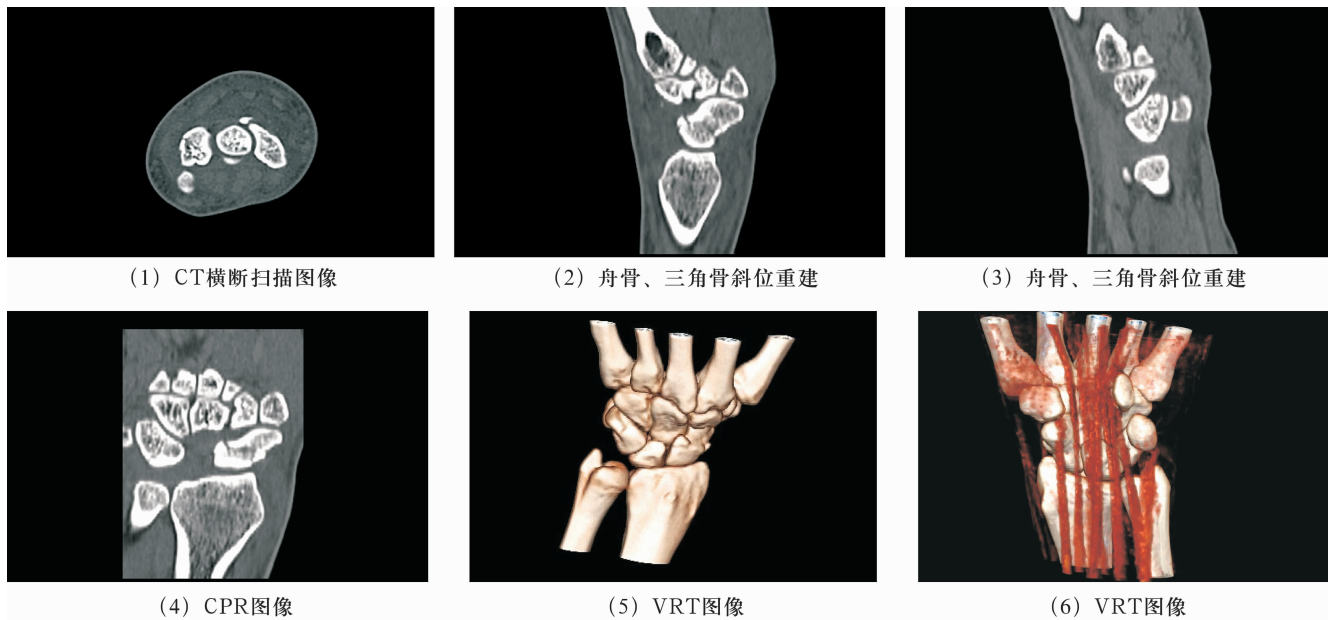 (1) CT横断扫描图像
(2) 舟骨、三角骨斜位重建
(3) 舟骨、三角骨斜位重建
(4) CPR图像
(5) VRT图像
(6) VRT图像